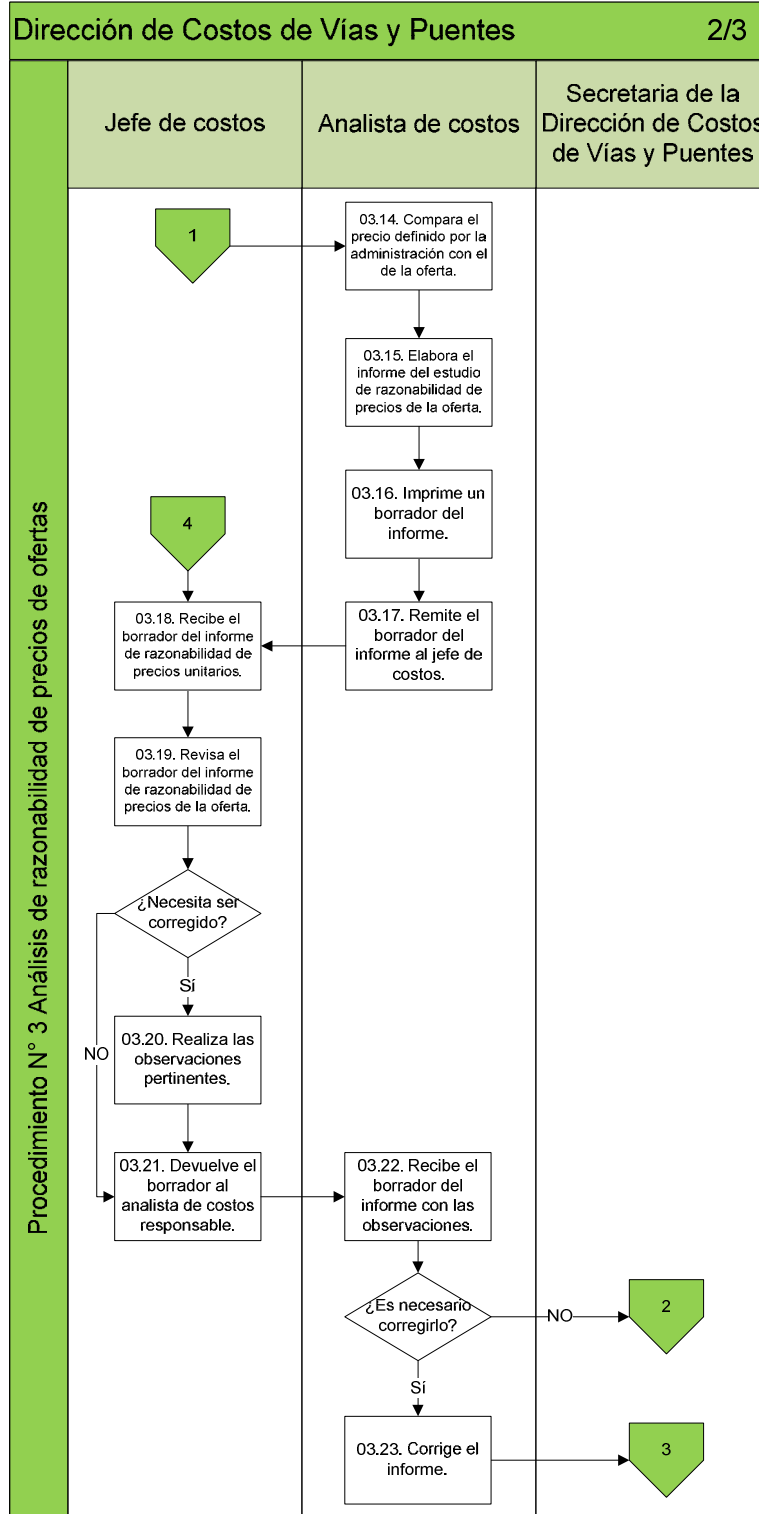 Dirección de Costos de Vías y Puentes 2/3
Procedimiento N° 3 Análisis de razonabilidad de precios de ofertas
Jefe de costos
Analista de costos
Secretaria de la
Dirección de Costos
de Vías y Puentes
1
03.14. Compara el
precio definido por la
administración con el
de la oferta.
03.15. Elabora el
informe del estudio
de razonabilidad de
precios de la oferta.
03.16. Imprime un
borrador del
informe.
4
03.17. Remite el
borrador del
informe al jefe de
costos.
03.18. Recibe el
borrador del informe
de razonabilidad de
precios unitarios.
03.19. Revisa el
borrador del informe
de razonabilidad de
precios de la oferta.
¿Necesita ser
corregido?
Sí
NO
03.20. Realiza las
observaciones
pertinentes.
03.21. Devuelve el
borrador al
analista de costos
responsable.
03.22. Recibe el
borrador del
informe con las
observaciones.
¿Es necesario
corregirlo?
NO
2
Sí
03.23. Corrige el
informe.
3